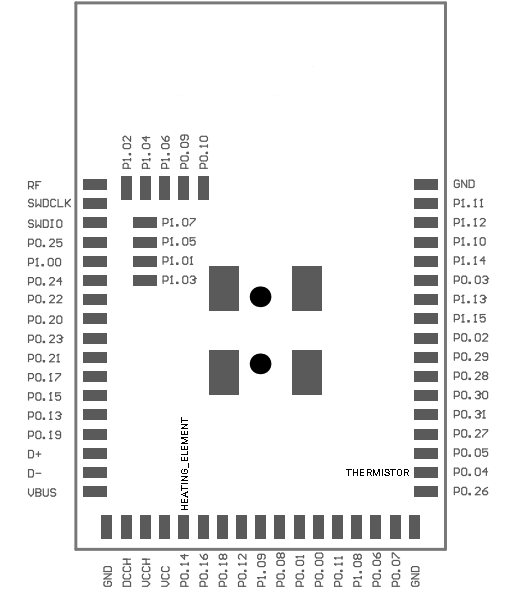 P1.02
P1.04
P1.06
P0.09
P0.10
RF
SWDCLK
SWDIO
P0.25
P1.00
P0.24
P0.22
P0.20
P0.23
P0.21
P0.17
P0.15
P0.13
P0.19
D+
D-
VBUS
P1.07
P1.05
P1.01
P1.03
HEATING_ELEMENT
THERMISTOR
GND
P1.11
P1.12
P1.10
P1.14
P0.03
P1.13
P1.15
P0.02
P0.29
P0.28
P0.30
P0.31
P0.27
P0.05
P0.04
P0.26
GND
DCCH
VCCH
VCC
P0.14
P0.16
P0.18
P0.12
P1.09
P0.08
P0.01
P0.00
P0.11
P1.08
P0.06
P0.07
GND